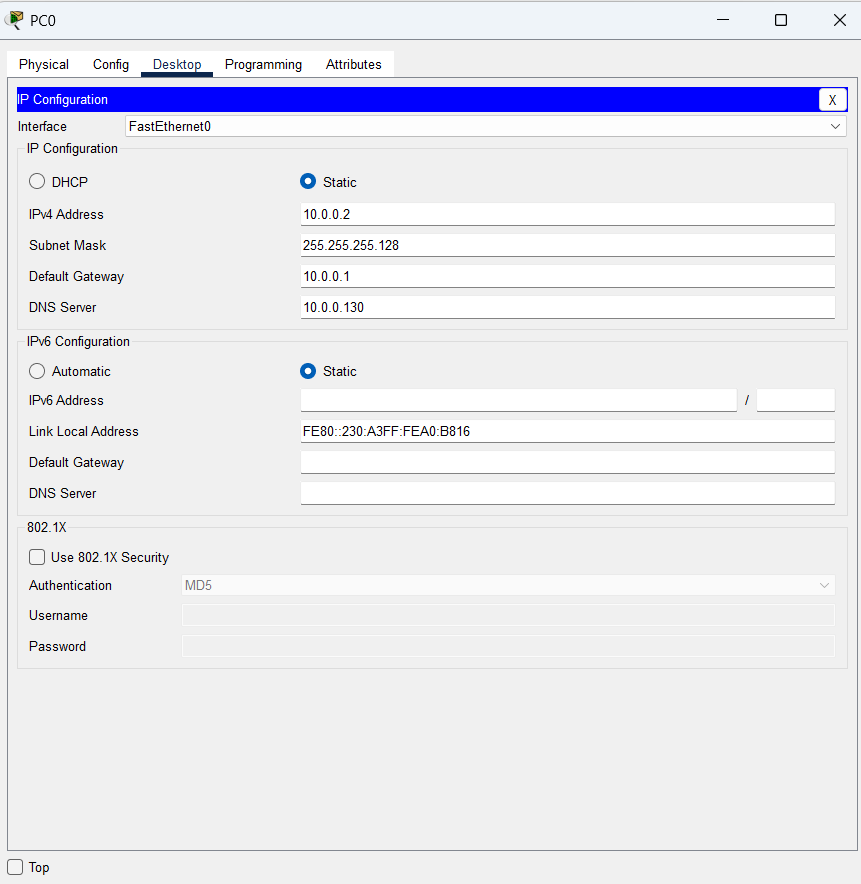 PC0
Physical Config Desktop Programming Attributes
IP Configuration
X
Interface FastEthernet0
IP Configuration
DHCP Static
IPv4 Address 10.0.0.2
Subnet Mask 255.255.255.128
Default Gateway 10.0.0.1
DNS Server 10.0.0.130
IPv6 Configuration
Automatic Static
IPv6 Address /
Link Local Address FE80::230:A3FF:FEA0:B816
Default Gateway
DNS Server
802.1X
Use 802.1X Security
Authentication MD5
Username
Password
Top